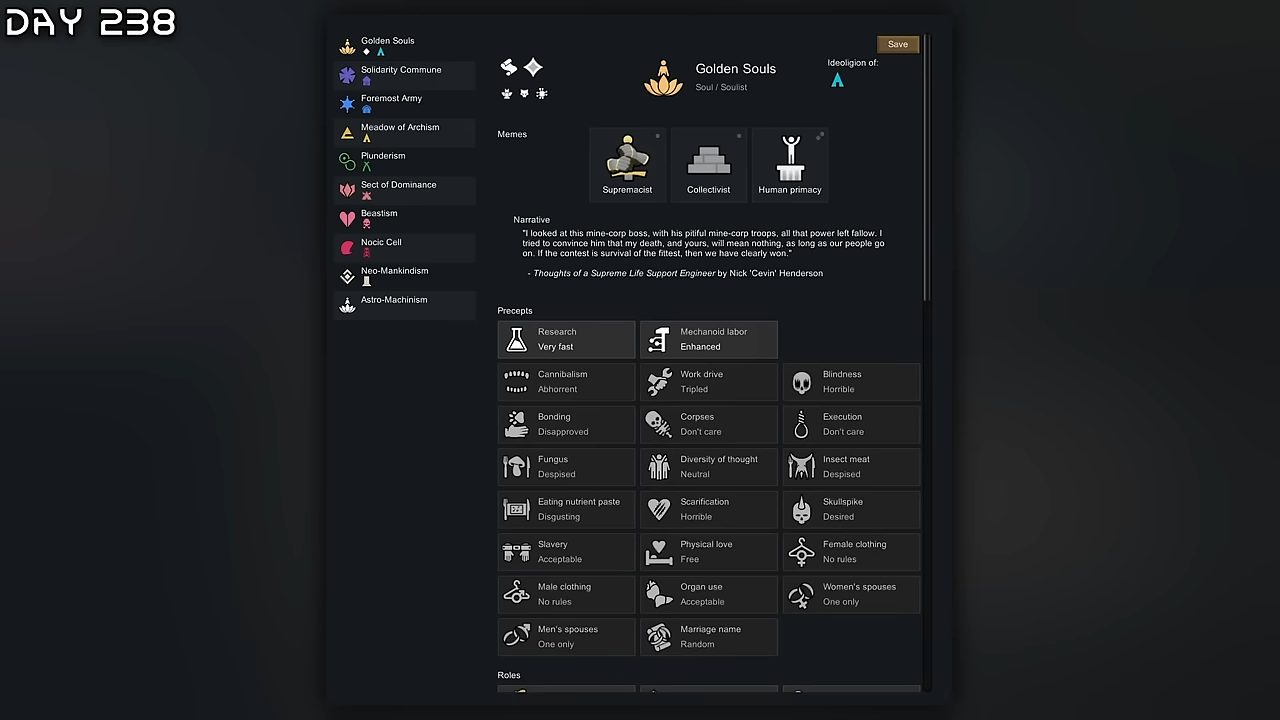 DAY 238
Golden Souls
Solidarity Commune
Foremost Army
Meadow of Archism
Plunderism
Sect of Dominance
Beastism
Nocic Cell
Neo-Mankindism
Astro-Machinism
Save
Golden Souls
Soul / Soulist
Ideoligion of:
Memes
Supremacist
Collectivist
Human primacy
Narrative
"I looked at this mine-corp boss, with his pitiful mine-corp troops, all that power left fallow. I
tried to convince him that my death, and yours, will mean nothing, as long as our people go
on. If the contest is survival of the fittest, then we have clearly won."
- Thoughts of a Supreme Life Support Engineer by Nick 'Cevin' Henderson
Precepts
Research
Very fast
Mechanoid labor
Enhanced
Cannibalism
Abhorrent
Work drive
Tripled
Blindness
Horrible
Bonding
Disapproved
Corpses
Don't care
Execution
Don't care
Fungus
Despised
Diversity of thought
Neutral
Insect meat
Despised
Eating nutrient paste
Disgusting
Scarification
Horrible
Skullspike
Desired
Slavery
Acceptable
Physical love
Free
Female clothing
No rules
Male clothing
No rules
Organ use
Acceptable
Women's spouses
One only
Men's spouses
One only
Marriage name
Random
Roles